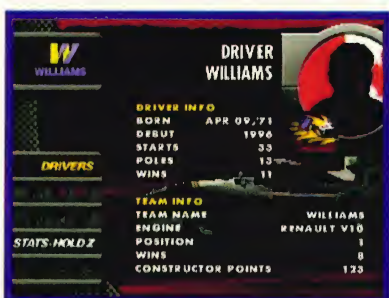 W
WILLIAMS
DRIVERS
STATS-HOLD Z
DRIVER
WILLIAMS
DRIVER INFO
BORN APR 09,'71
DEBUT 1996
STARTS 33
POLES 13
WINS 11
TEAM INFO
TEAM NAME WILLIAMS
ENGINE RENAULT V10
POSITION 1
WINS 8
CONSTRUCTOR POINTS 123